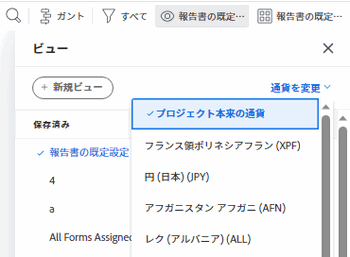 ガント すべて 報告書の既定… 報告書の既定…
ビュー
+ 新規ビュー 通貨を変更
保存済み
プロジェクト本来の通貨
報告書の既定設定
フランス領ポリネシアフラン (XPF)
4
円 (日本) (JPY)
a
アフガニスタン アフガニ (AFN)
All Forms Assigned
レク (アルバニア) (ALL)